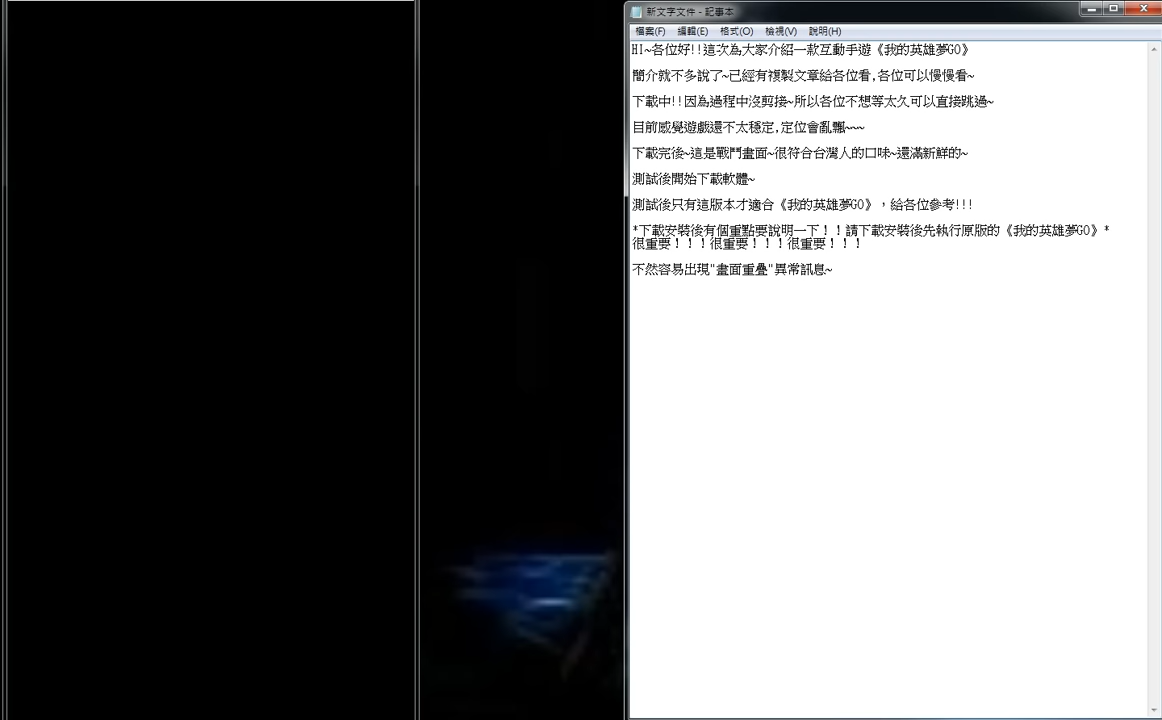 新文字文件 - 記事本
檔案(F) 編輯(E) 格式(O) 檢視(V) 說明(H)
HI~各位好!!這次為大家介紹一款互動手遊《我的英雄夢GO》
簡介就不多說了~已經有複製文章給各位看,各位可以慢慢看~
下載中!!因為過程中沒剪接~所以各位不想等太久可以直接跳過~
目前感覺遊戲還不太穩定,定位會亂飄~~~
下載完後~這是戰鬥畫面~很符合台灣人的口味~還滿新鮮的~
測試後開始下載軟體~
測試後只有這版本才適合《我的英雄夢GO》，給各位參考!!!
*下載安裝後有個重點要說明一下！！請下載安裝後先執行原版的《我的英雄夢GO》*
很重要！！！很重要！！！很重要！！！
不然容易出現"畫面重疊"異常訊息~